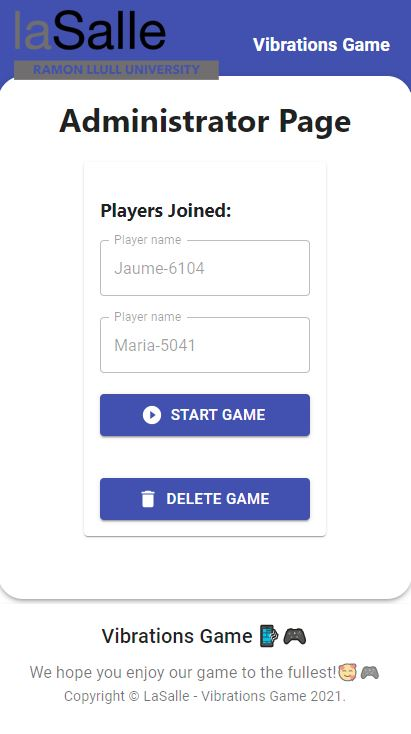 laSalle
RAMON LLULL UNIVERSITY
Vibrations Game
Administrator Page
Players Joined:
Player name
Jaume-6104
Player name
Maria-5041
START GAME
DELETE GAME
Vibrations Game 📲🎮
We hope you enjoy our game to the fullest!🥰🎮
Copyright © LaSalle - Vibrations Game 2021.